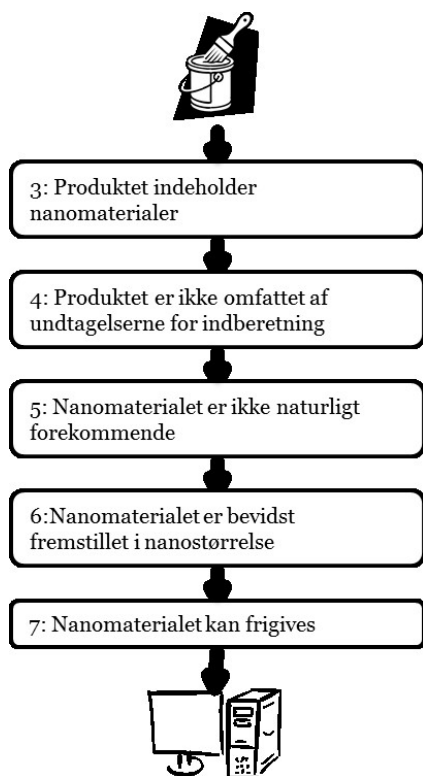 3: Produktet indeholder
nanomaterialer
4: Produktet er ikke omfattet af
undtagelserne for indberetning
5: Nanomaterialet er ikke naturligt
forekommende
6:Nanomaterialet er bevidst
fremstillet i nanostørrelse
7: Nanomaterialet kan frigives